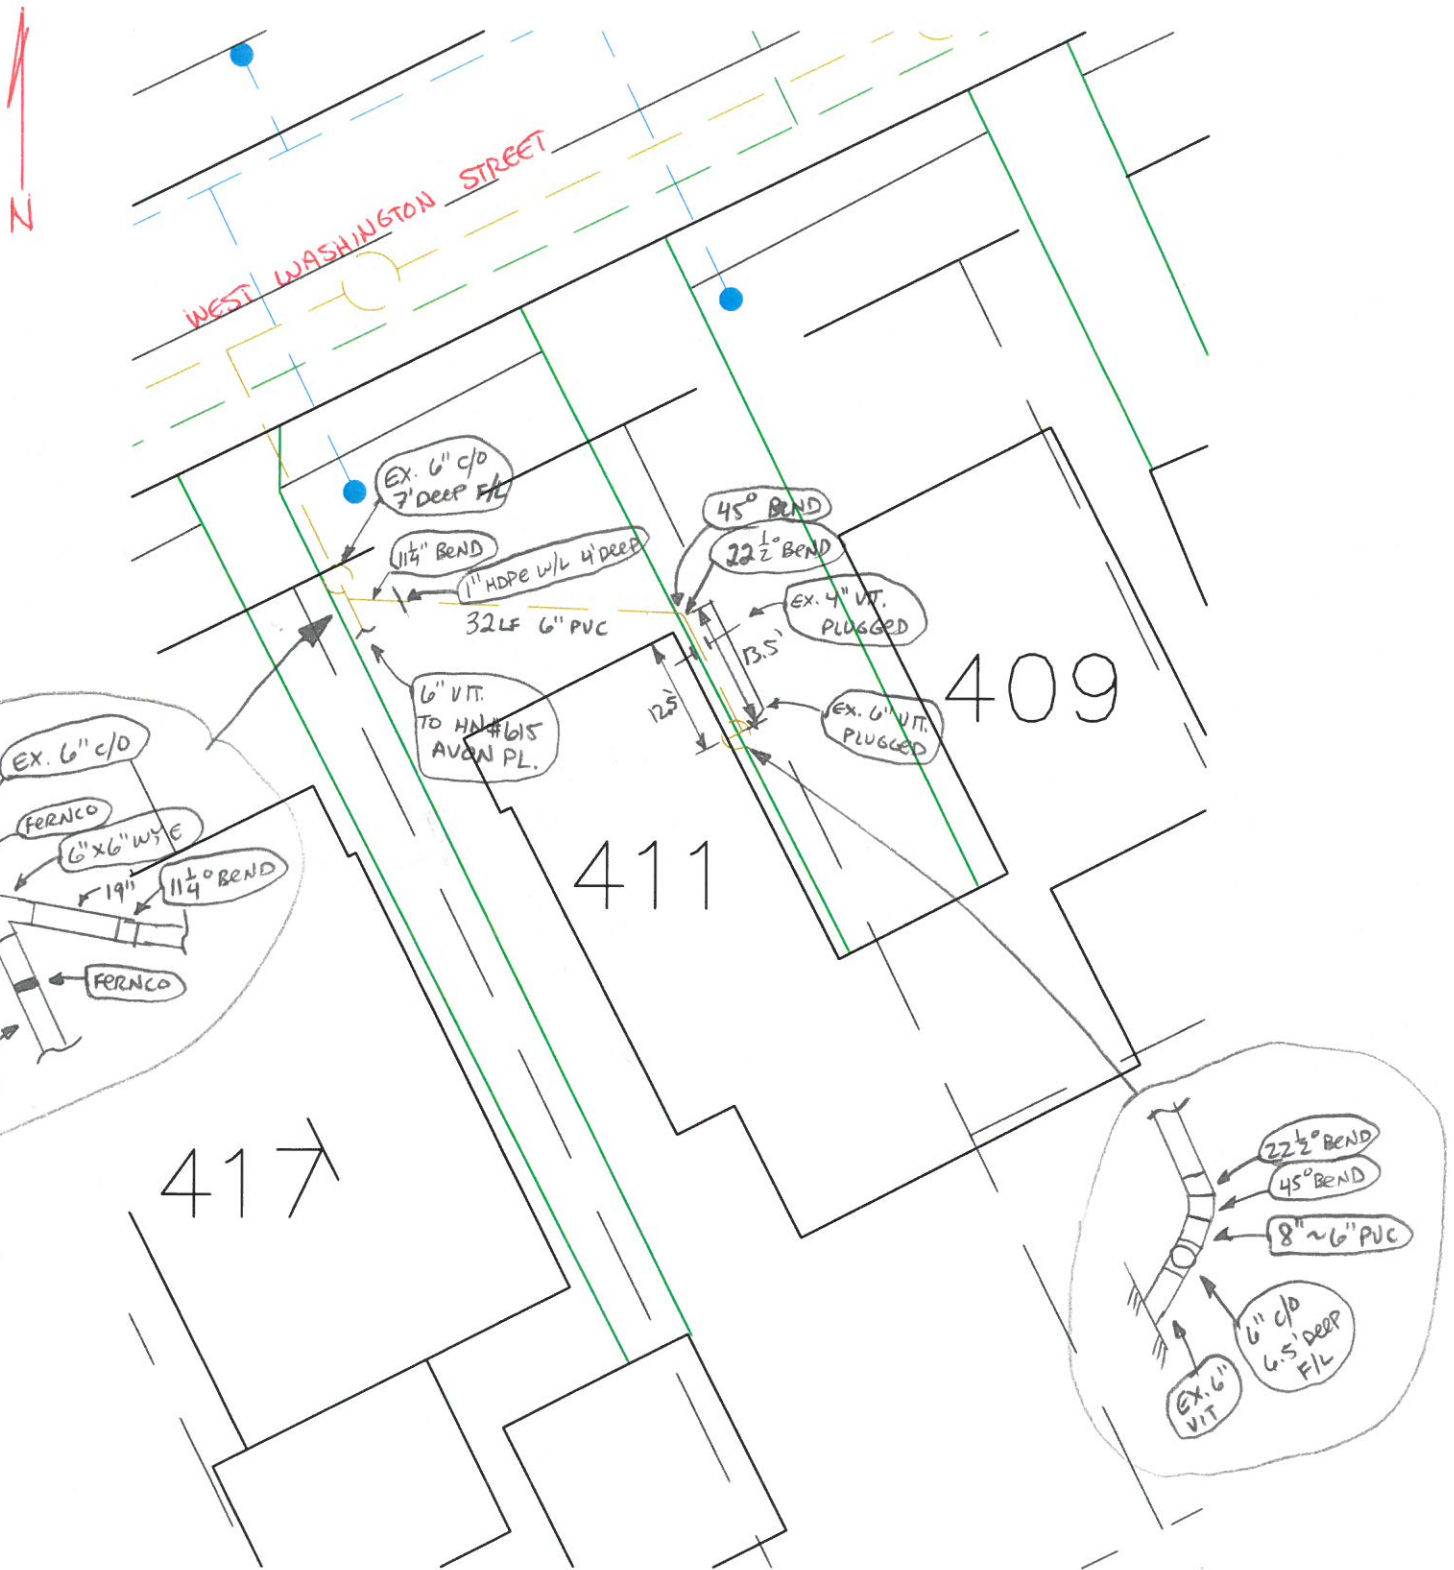 N
WEST WASHINGTON STREET
EX. 6" C/O
7' DEEP F/L
11¼" BEND
1" HDPE W/L 4' DEEP
32LF 6" PVC
45° BEND
22½° BEND
EX. 4" VIT.
PLUGGED
13.5'
12.5'
EX. 6" VIT.
PLUGGED
6" VIT.
TO HN#615
AVON PL.
409
411
417
EX. 6" C/O
FERNCO
6"X6" WYE
19"
11¼° BEND
FERNCO
22½° BEND
45° BEND
8"~6" PVC
6" C/O
6.5' DEEP
F/L
EX. 6"
VIT